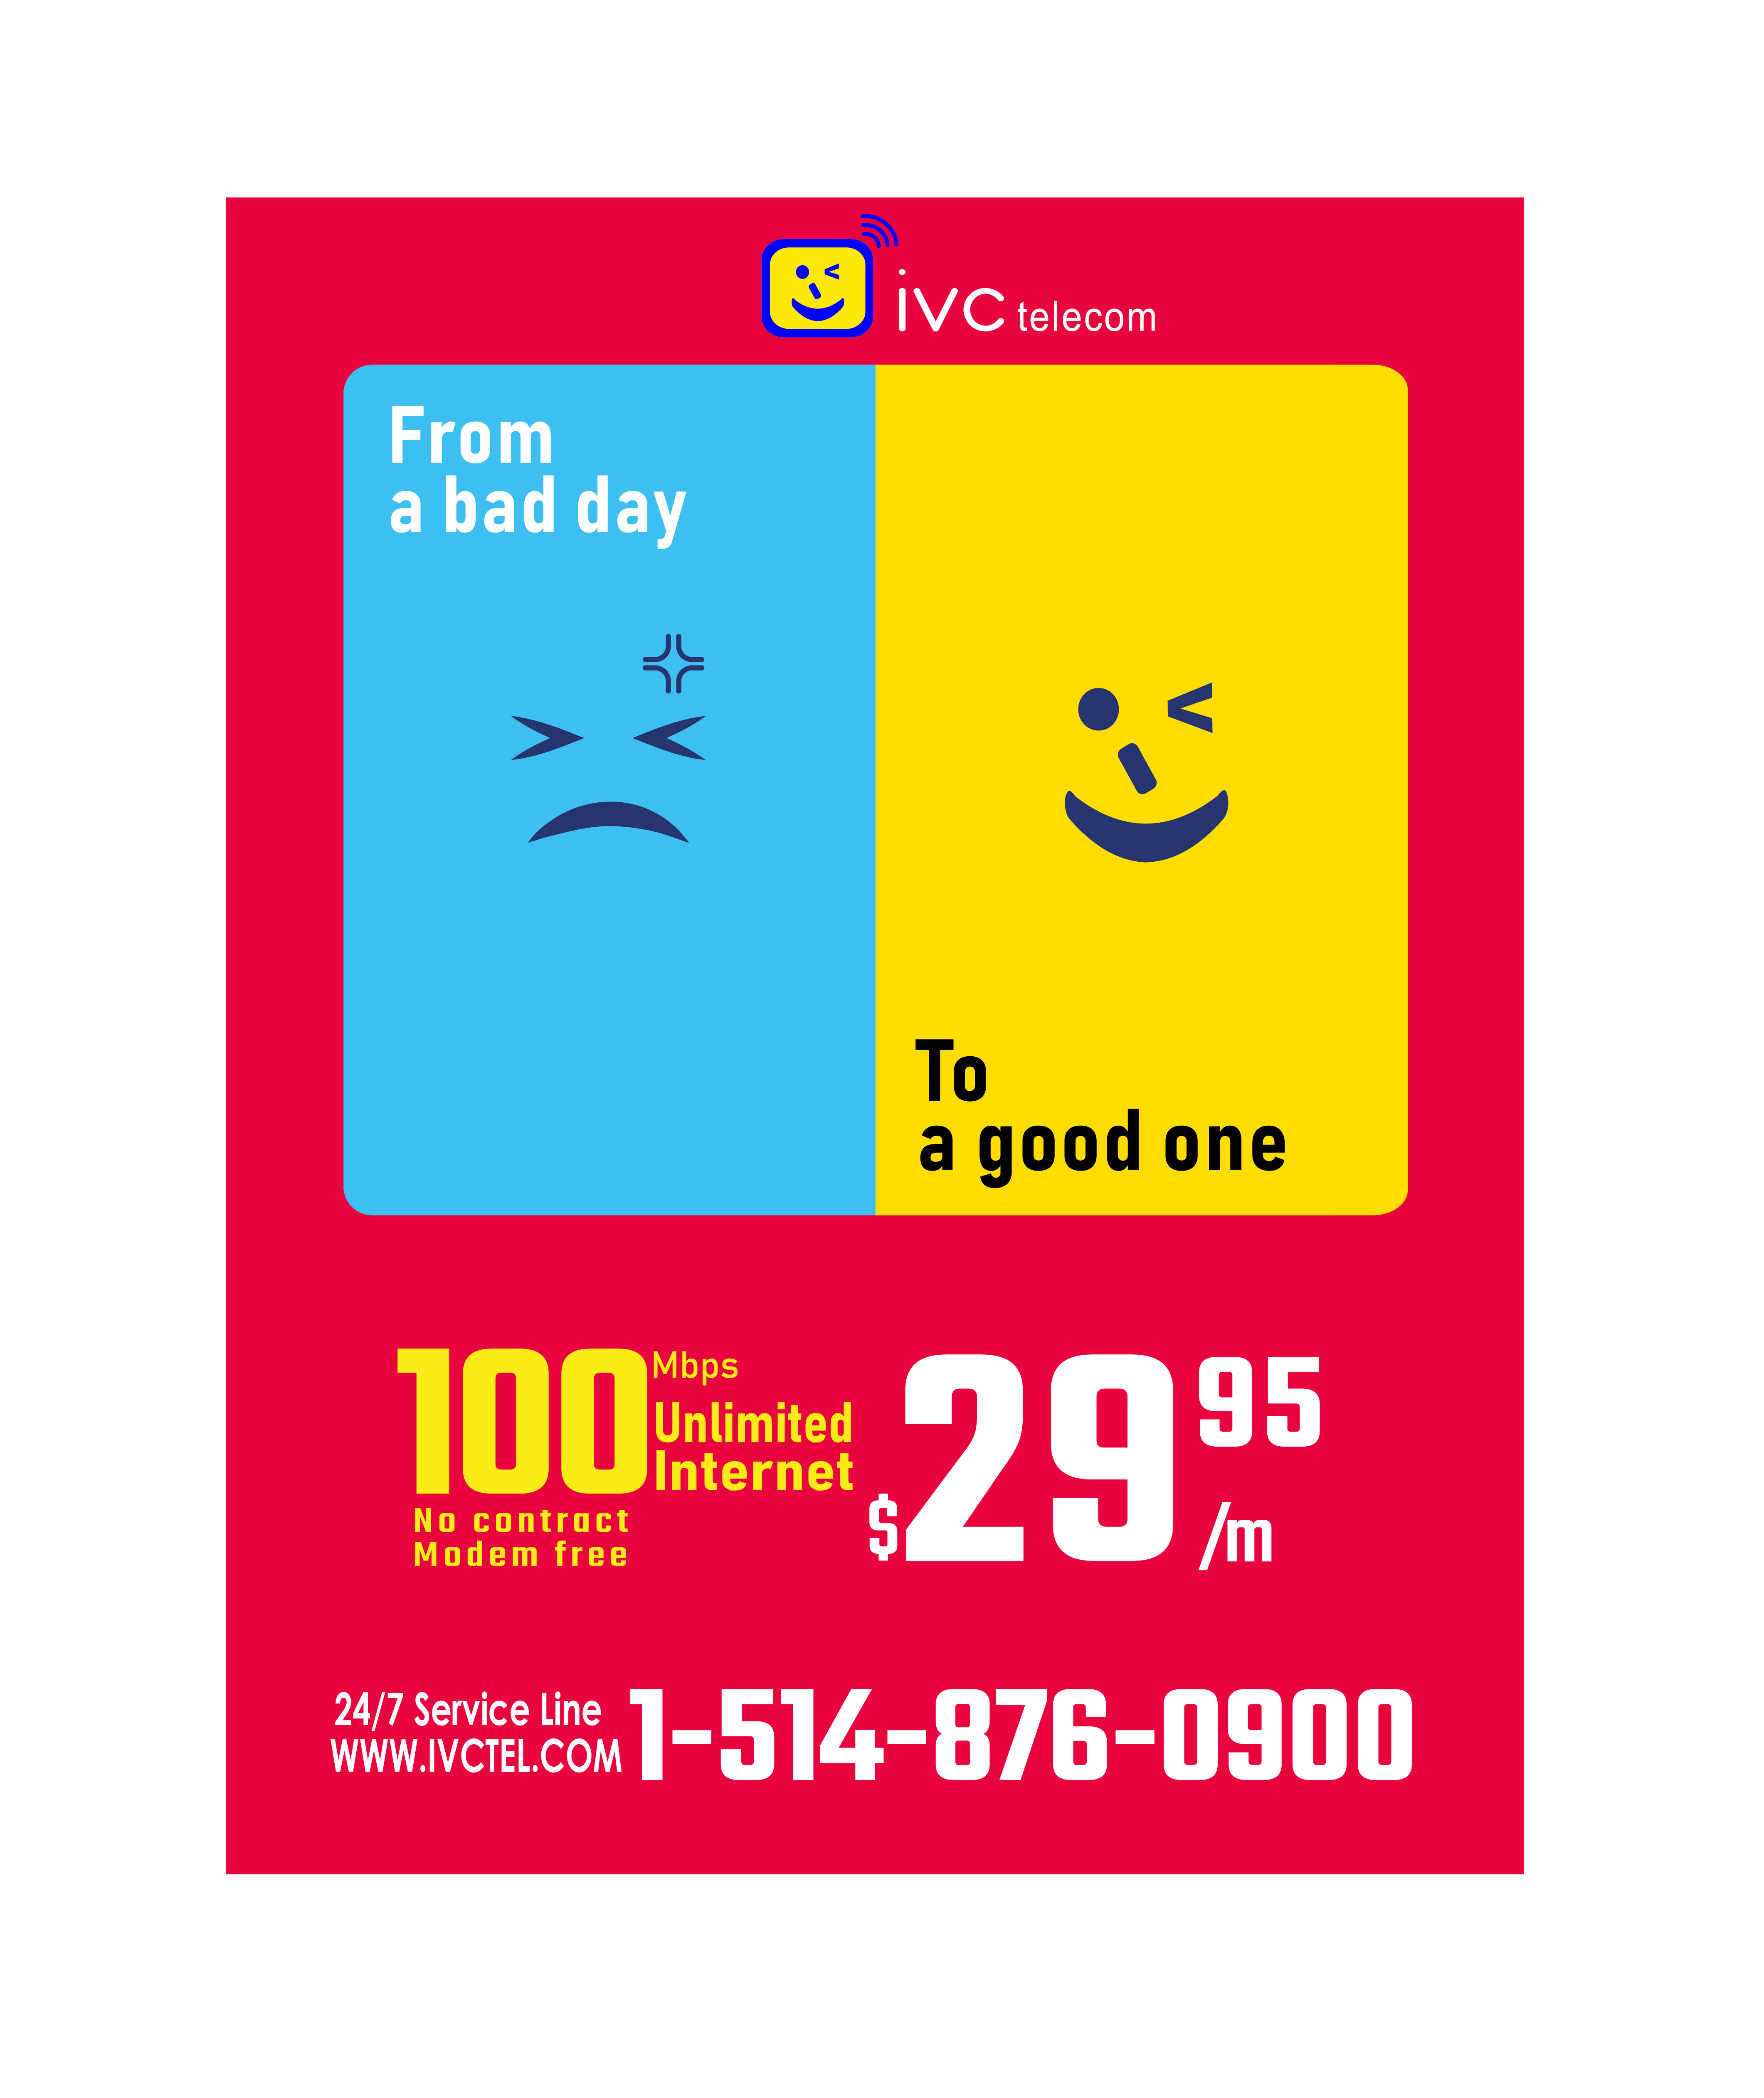 ivc telecom
From
a bad day
To
a good one
100 Mbps
Unlimited
Internet
No contract
Modem free
$29 95 /m
24/7 Service Line
WWW.IVCTEL.COM
1-514-876-0900